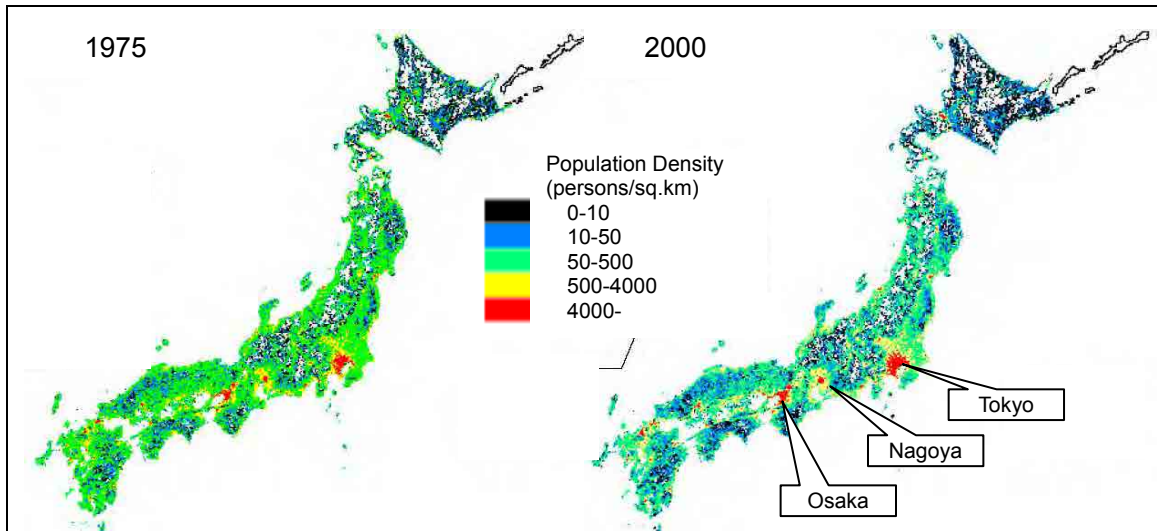 1975
2000
Population Density
(persons/sq.km)
0-10
10-50
50-500
500-4000
4000-
Tokyo
Nagoya
Osaka